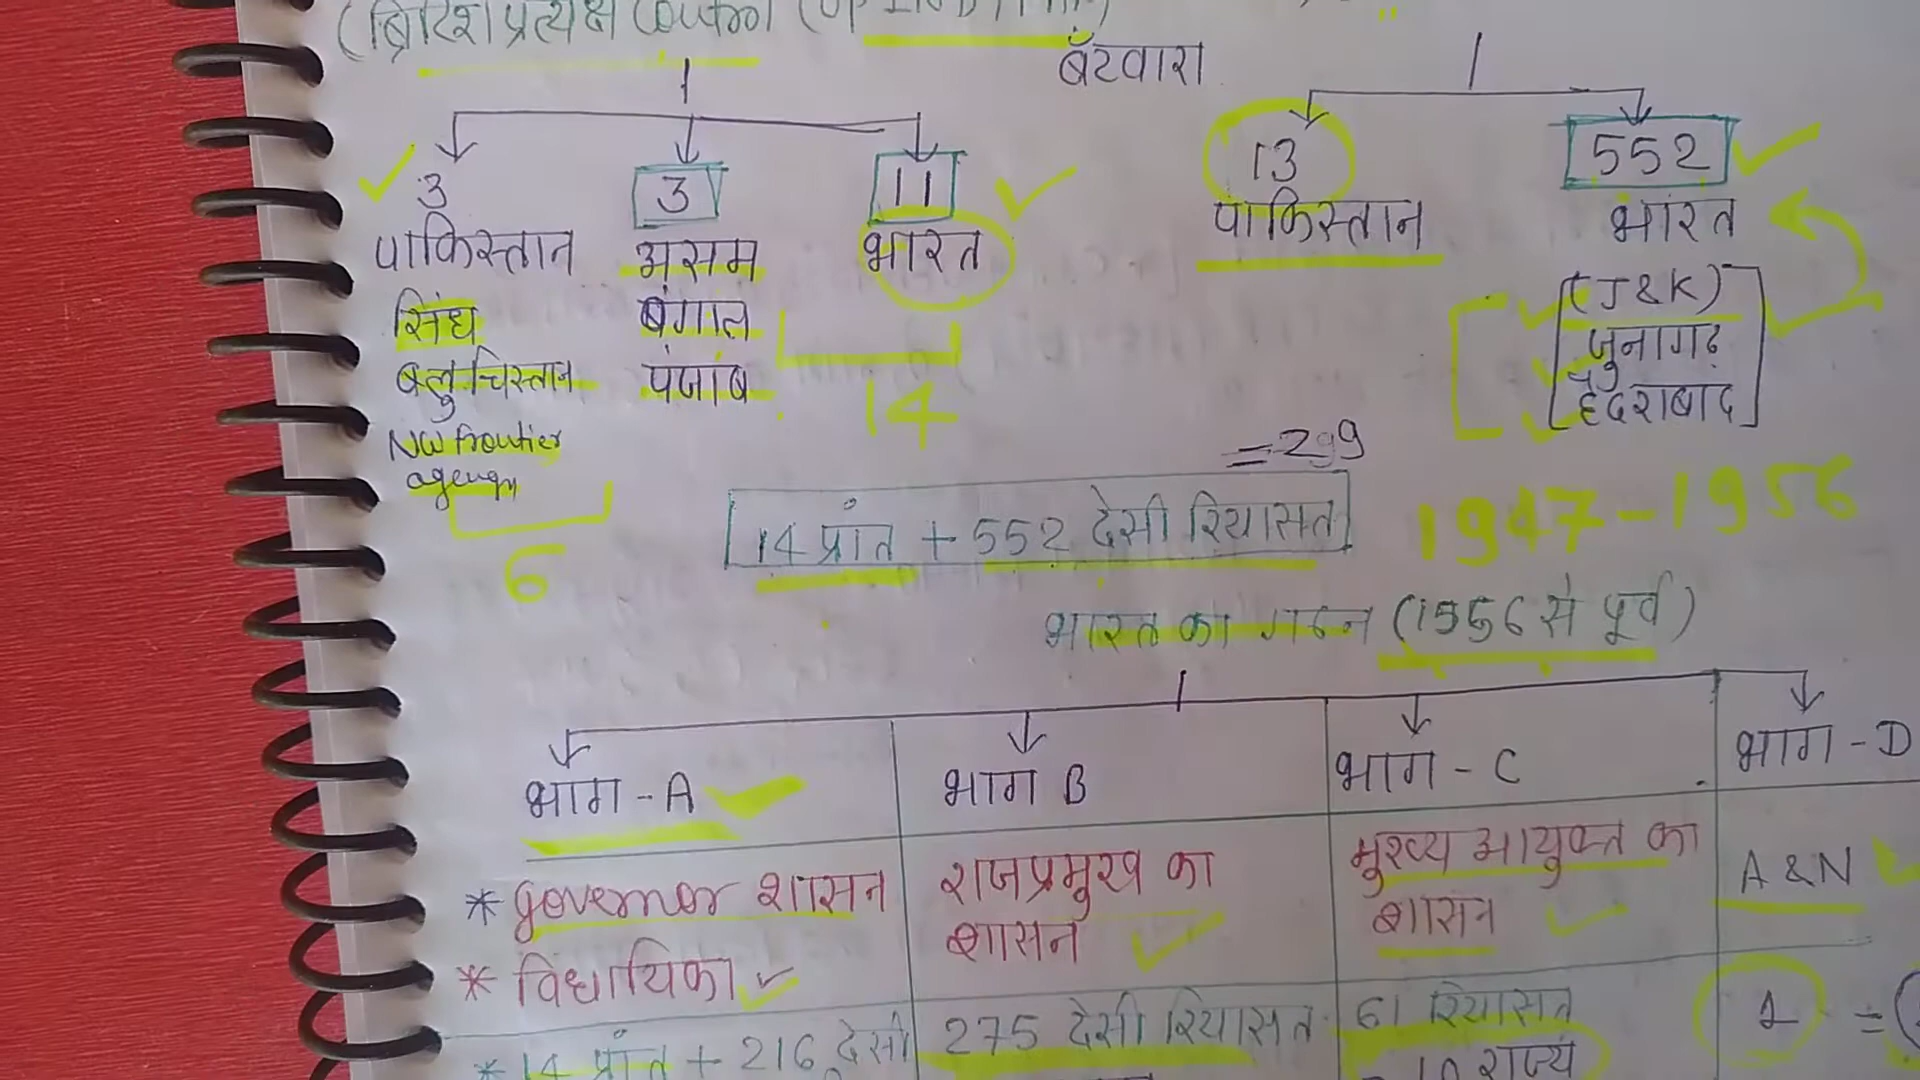 (ब्रिटिश प्रत्यक्ष Control
बँटवारा
3
3
11
13
552
पाकिस्तान
असम
भारत
पाकिस्तान
भारत
सिंध
बंगाल
(J&K)
बलुचिस्तान
पंजाब
14
जुनागढ़
हैदराबाद
NW frontier
agency
6
=299
14 प्रांत + 552 देसी रियासत
1947-1956
भारत का गठन (1956 से पूर्व)
भाग - A
भाग B
भाग - C
भाग - D
* governor शासन
राजप्रमुख का
शासन
मुख्य आयुक्त का
शासन
A & N
* विधायिका
* 14 प्रांत + 216 देसी
275 देसी रियासत
61 रियासत
= 10 राज्य
1 =